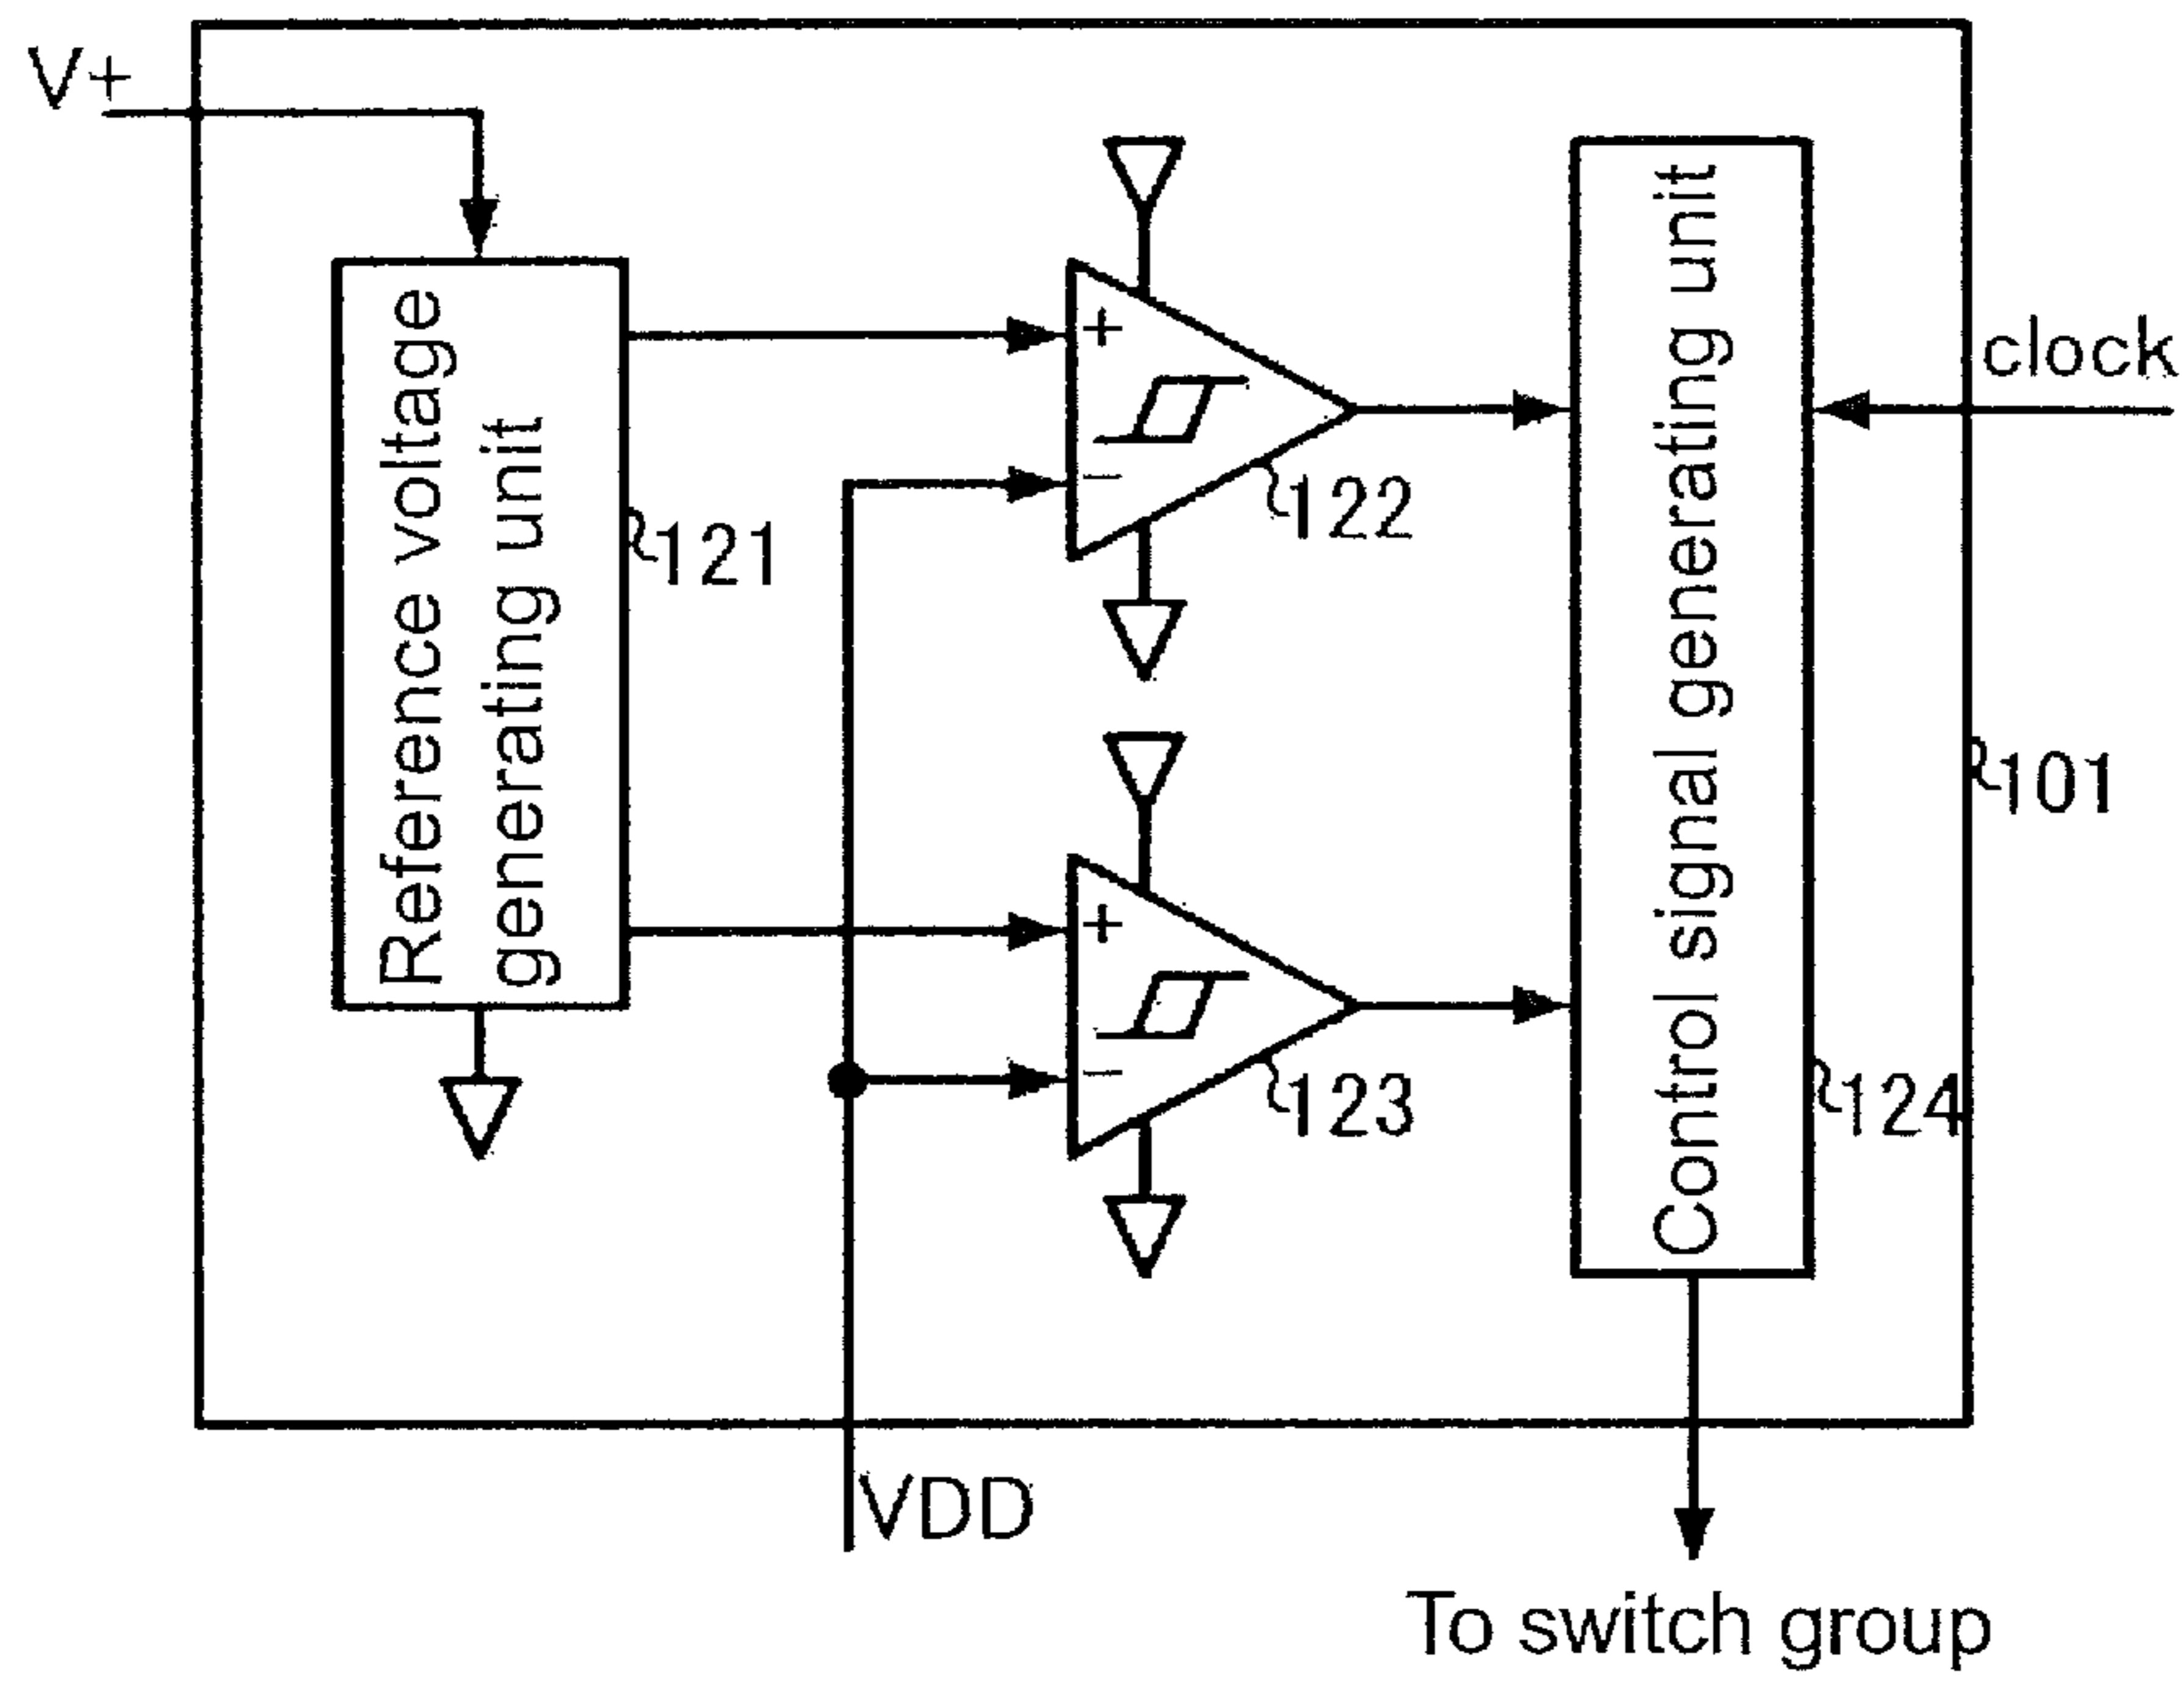 V+
Reference voltage
generating unit
121
+
−
122
+
−
123
Control signal generating unit
124
clock
101
VDD
To switch group